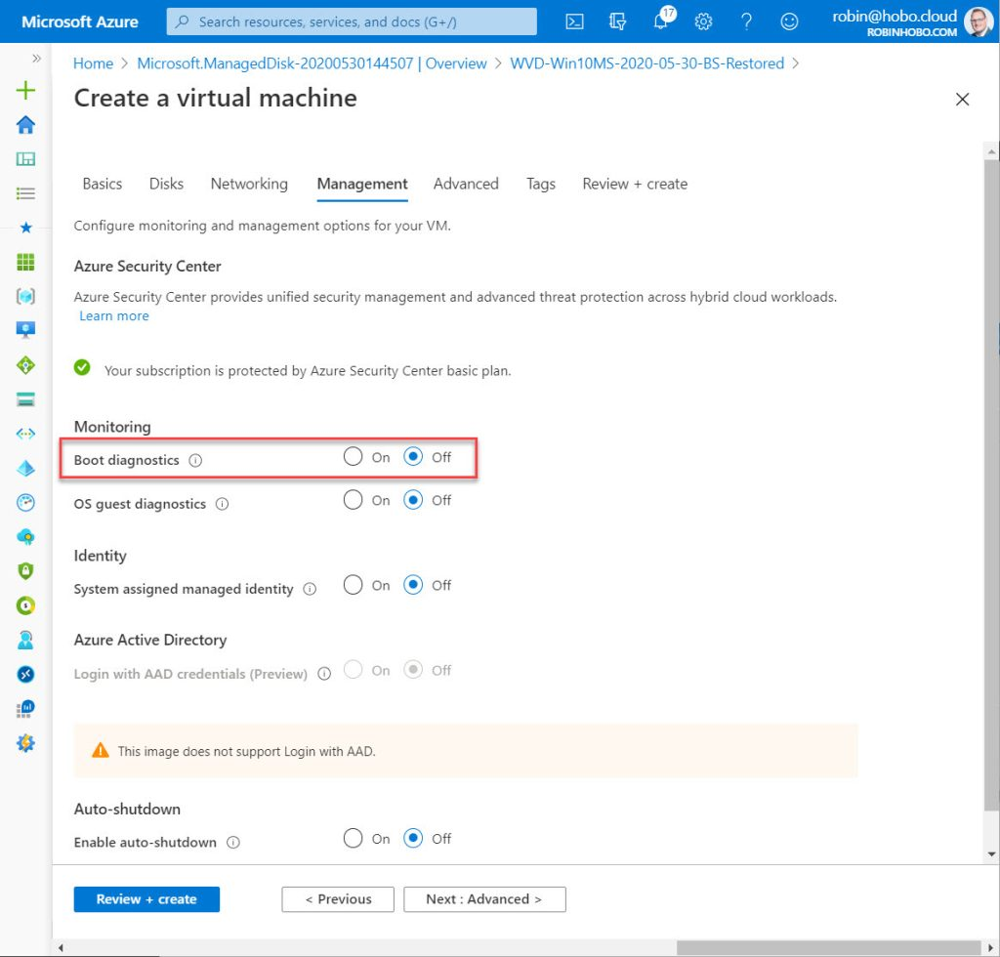 Microsoft Azure
Search resources, services, and docs (G+/)
17
robin@hobo.cloud
ROBINHOBO.COM
Home > Microsoft.ManagedDisk-20200530144507 | Overview > WVD-Win10MS-2020-05-30-BS-Restored >
Create a virtual machine
Basics Disks Networking Management Advanced Tags Review + create
Configure monitoring and management options for your VM.
Azure Security Center
Azure Security Center provides unified security management and advanced threat protection across hybrid cloud workloads.
Learn more
Your subscription is protected by Azure Security Center basic plan.
Monitoring
Boot diagnostics On Off
OS guest diagnostics On Off
Identity
System assigned managed identity On Off
Azure Active Directory
Login with AAD credentials (Preview) On Off
This image does not support Login with AAD.
Auto-shutdown
Enable auto-shutdown On Off
Review + create < Previous Next : Advanced >